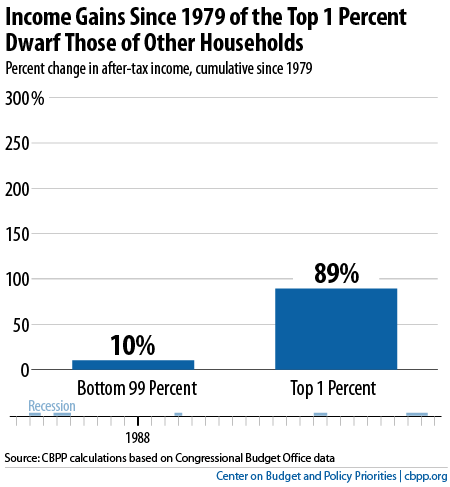 Income Gains Since 1979 of the Top 1 Percent
Dwarf Those of Other Households
Percent change in after-tax income, cumulative since 1979
300%
250
200
150
100
50
0
10%
89%
Bottom 99 Percent
Top 1 Percent
Recession
1988
Source: CBPP calculations based on Congressional Budget Office data
Center on Budget and Policy Priorities | cbpp.org